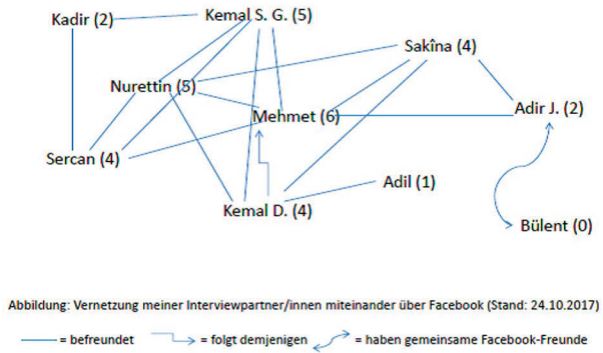 Kadir (2)
Kemal S. G. (5)
Sakîna (4)
Nurettin (5)
Mehmet (6)
Adir J. (2)
Sercan (4)
Adil (1)
Kemal D. (4)
Bülent (0)
Abbildung: Vernetzung meiner Interviewpartner/innen miteinander über Facebook (Stand: 24.10.2017)
= befreundet = folgt demjenigen = haben gemeinsame Facebook-Freunde